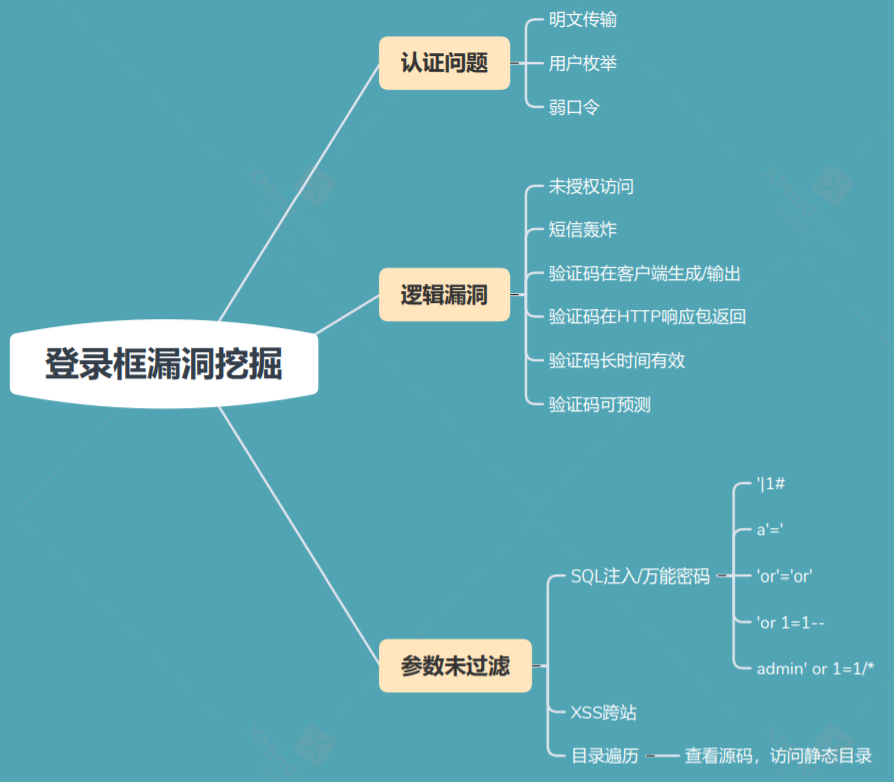 登录框漏洞挖掘
认证问题
明文传输
用户枚举
弱口令
逻辑漏洞
未授权访问
短信轰炸
验证码在客户端生成/输出
验证码在HTTP响应包返回
验证码长时间有效
验证码可预测
参数未过滤
SQL注入/万能密码
'|1#
a'='
'or'='or'
'or 1=1--
admin' or 1=1/*
XSS跨站
目录遍历
查看源码，访问静态目录
XMind
XMind
XMind
XMind